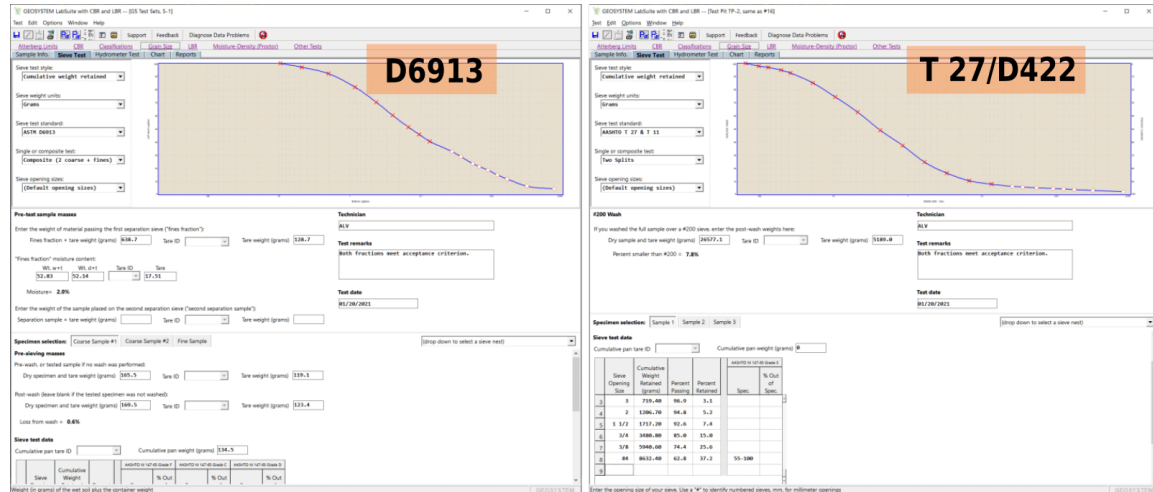 GEOSYSTEM LabSuite with CBR and LBR -- [GS Test Sets, S-1]
Test Edit Options Window Help
Support Feedback Diagnose Data Problems
Atterberg Limits CBR Classifications Grain Size LBR Moisture-Density (Proctor) Other Tests
Sample Info. Sieve Test Hydrometer Test Chart Reports
D6913
Sieve test style:
Cumulative weight retained
Sieve weight units:
Grams
Sieve test standard:
ASTM D6913
Single or composite test:
Composite (2 coarse + fines)
Sieve opening sizes:
(Default opening sizes)
Pre-test sample masses
Enter the weight of material passing the first separation sieve ("fines fraction"):
Fines fraction + tare weight (grams) 638.7 Tare ID Tare weight (grams) 128.7
"Fines fraction" moisture content:
Wt. w+t Wt. d+t Tare ID Tare
52.83 52.14 17.51
Moisture= 2.0%
Enter the weight of the sample placed on the second separation sieve ("second separation sample"):
Separation sample + tare weight (grams) Tare ID Tare weight (grams)
Technician
ALV
Test remarks
Both fractions meet acceptance criterion.
Test date
01/20/2021
Specimen selection: Coarse Sample #1 Coarse Sample #2 Fine Sample (drop down to select a sieve nest)
Pre-sieving masses
Pre-wash, or tested sample if no wash was performed:
Dry specimen and tare weight (grams) Tare ID Tare weight (grams)
Post-wash (leave blank if the tested specimen was not washed):
Dry specimen and tare weight (grams) 169.5 Tare ID Tare weight (grams) 123.4
Loss from wash = 0.6%
Sieve test data
Cumulative pan tare ID Cumulative pan weight (grams) 134.5
Cumulative
Sieve Weight % Out % Out % Out
Weight (in grams) of the wet soil plus the container weight GEOSYSTEM
GEOSYSTEM LabSuite with CBR and LBR -- [Test Pit TP-2, same as #16]
Test Edit Options Window Help
Support Feedback Diagnose Data Problems
Atterberg Limits CBR Classifications Grain Size LBR Moisture-Density (Proctor) Other Tests
Sample Info. Sieve Test Hydrometer Test Chart Reports
T 27/D422
Sieve test style:
Cumulative weight retained
Sieve weight units:
Grams
Sieve test standard:
AASHTO T 27 & T 11
Single or composite test:
Two Splits
Sieve opening sizes:
(Default opening sizes)
#200 Wash
If you washed the full sample over a #200 sieve, enter the post-wash weights here:
Dry sample and tare weight (grams) 26577.1 Tare ID Tare weight (grams) 5189.0
Percent smaller than #200 = 7.8%
Technician
ALV
Test remarks
Both fractions meet acceptance criterion.
Test date
01/20/2021
Specimen selection: Sample 1 Sample 2 Sample 3 (drop down to select a sieve nest)
Sieve test data
Cumulative pan tare ID Cumulative pan weight (grams) 0
Sieve Opening Size Cumulative Weight Retained (grams) Percent Passing Percent Retained Spec. % Out of Spec.
3 3 719.40 96.9 3.1
4 2 1206.70 94.8 5.2
5 1 1/2 1717.20 92.6 7.4
6 3/4 3480.80 85.0 15.0
7 3/8 5940.60 74.4 25.6
8 #4 8632.40 62.8 37.2 55-100
9
Enter the opening size of your sieve. Use a "#" to identify numbered sieves, mm. for millimeter openings GEOSYSTEM